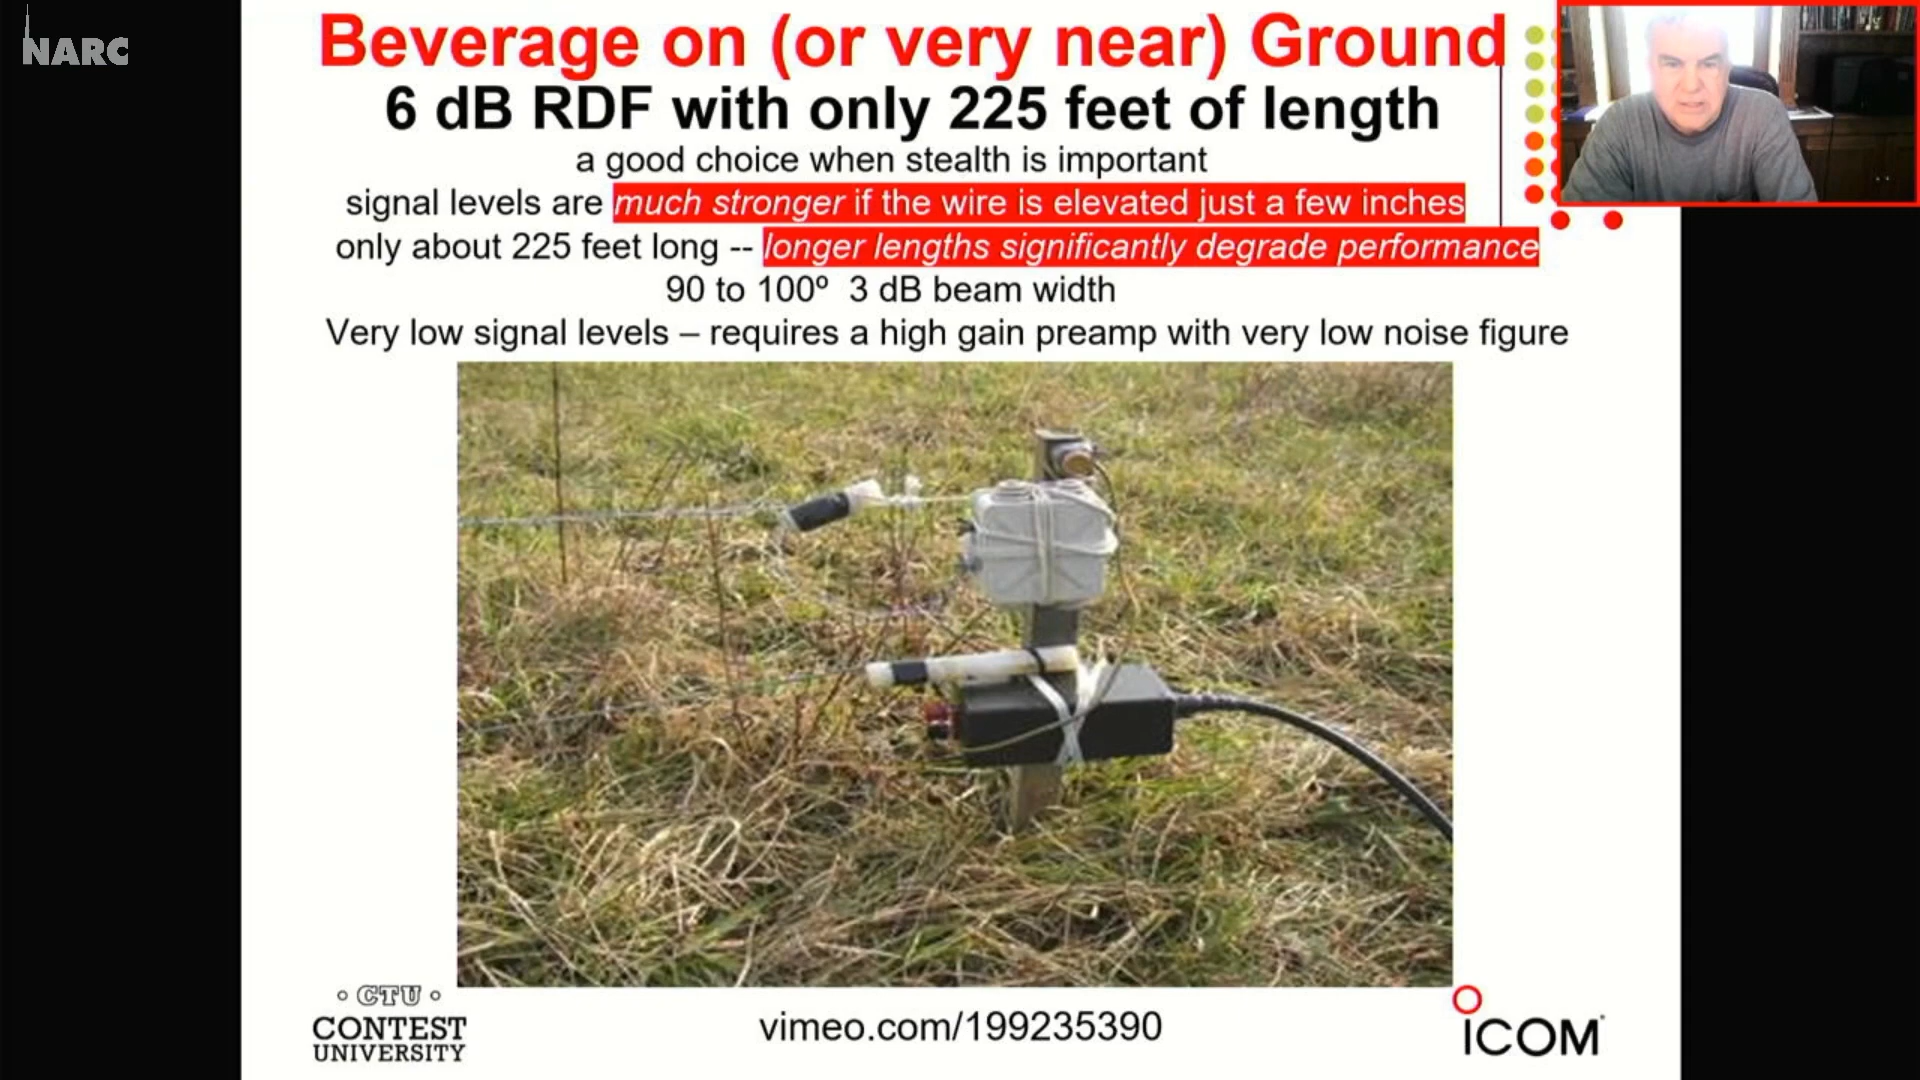 NARC
Beverage on (or very near) Ground
6 dB RDF with only 225 feet of length
a good choice when stealth is important
signal levels are much stronger if the wire is elevated just a few inches
only about 225 feet long -- longer lengths significantly degrade performance
90 to 100º 3 dB beam width
Very low signal levels – requires a high gain preamp with very low noise figure
CTU
CONTEST
UNIVERSITY
vimeo.com/199235390
ICOM